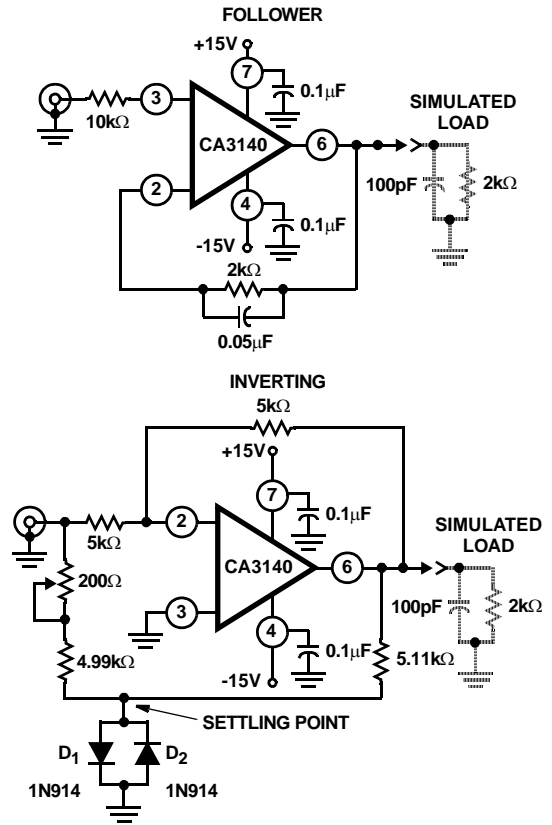 FOLLOWER
+15V
7
0.1µF
3
10kΩ
CA3140
6
SIMULATED
LOAD
100pF
2kΩ
2
4
0.1µF
-15V
2kΩ
0.05µF
INVERTING
5kΩ
+15V
7
0.1µF
2
5kΩ
CA3140
6
SIMULATED
LOAD
200Ω
100pF
2kΩ
3
4
0.1µF
5.11kΩ
4.99kΩ
-15V
SETTLING POINT
D1
D2
1N914
1N914